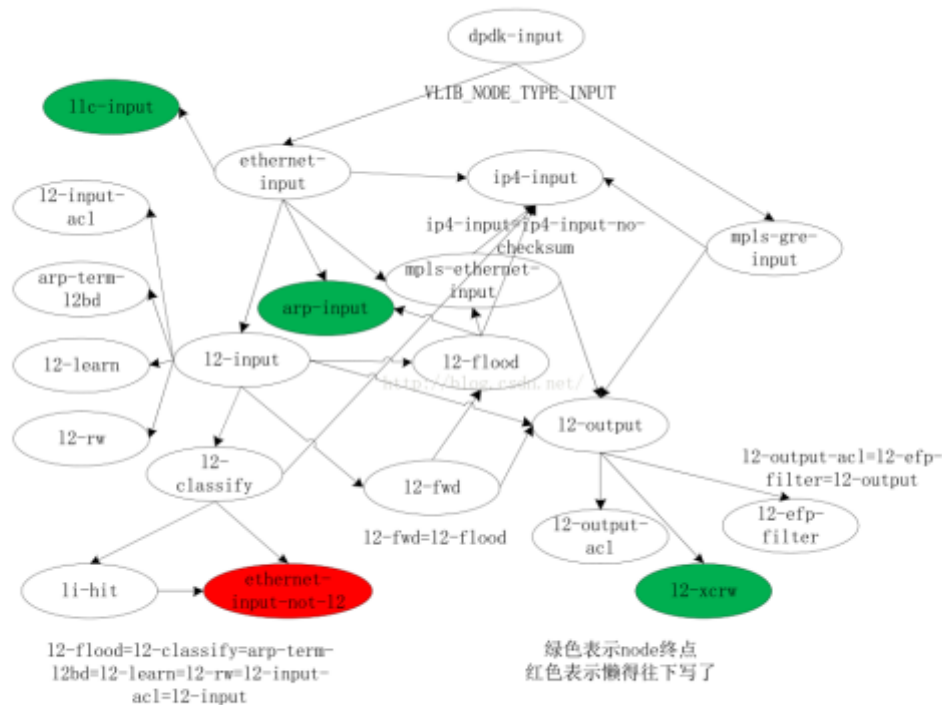 dpdk-input
VLIB_NODE_TYPE_INPUT
llc-input
ethernet-
input
ip4-input
l2-input-
acl
ip4-input=ip4-input-no-
checksum
mpls-gre-
input
arp-term-
l2bd
mpls-ethernet-
input
arp-input
l2-learn
l2-input
l2-flood
http://blog.csdn.net/
l2-rw
l2-output
l2-
classify
l2-fwd
l2-output-acl=l2-efp-
filter=l2-output
l2-fwd=l2-flood
l2-output-
acl
l2-efp-
filter
li-hit
ethernet-
input-not-l2
l2-xcrw
l2-flood=l2-classify=arp-term-
l2bd=l2-learn=l2-rw=l2-input-
acl=l2-input
绿色表示node终点
红色表示懒得往下写了